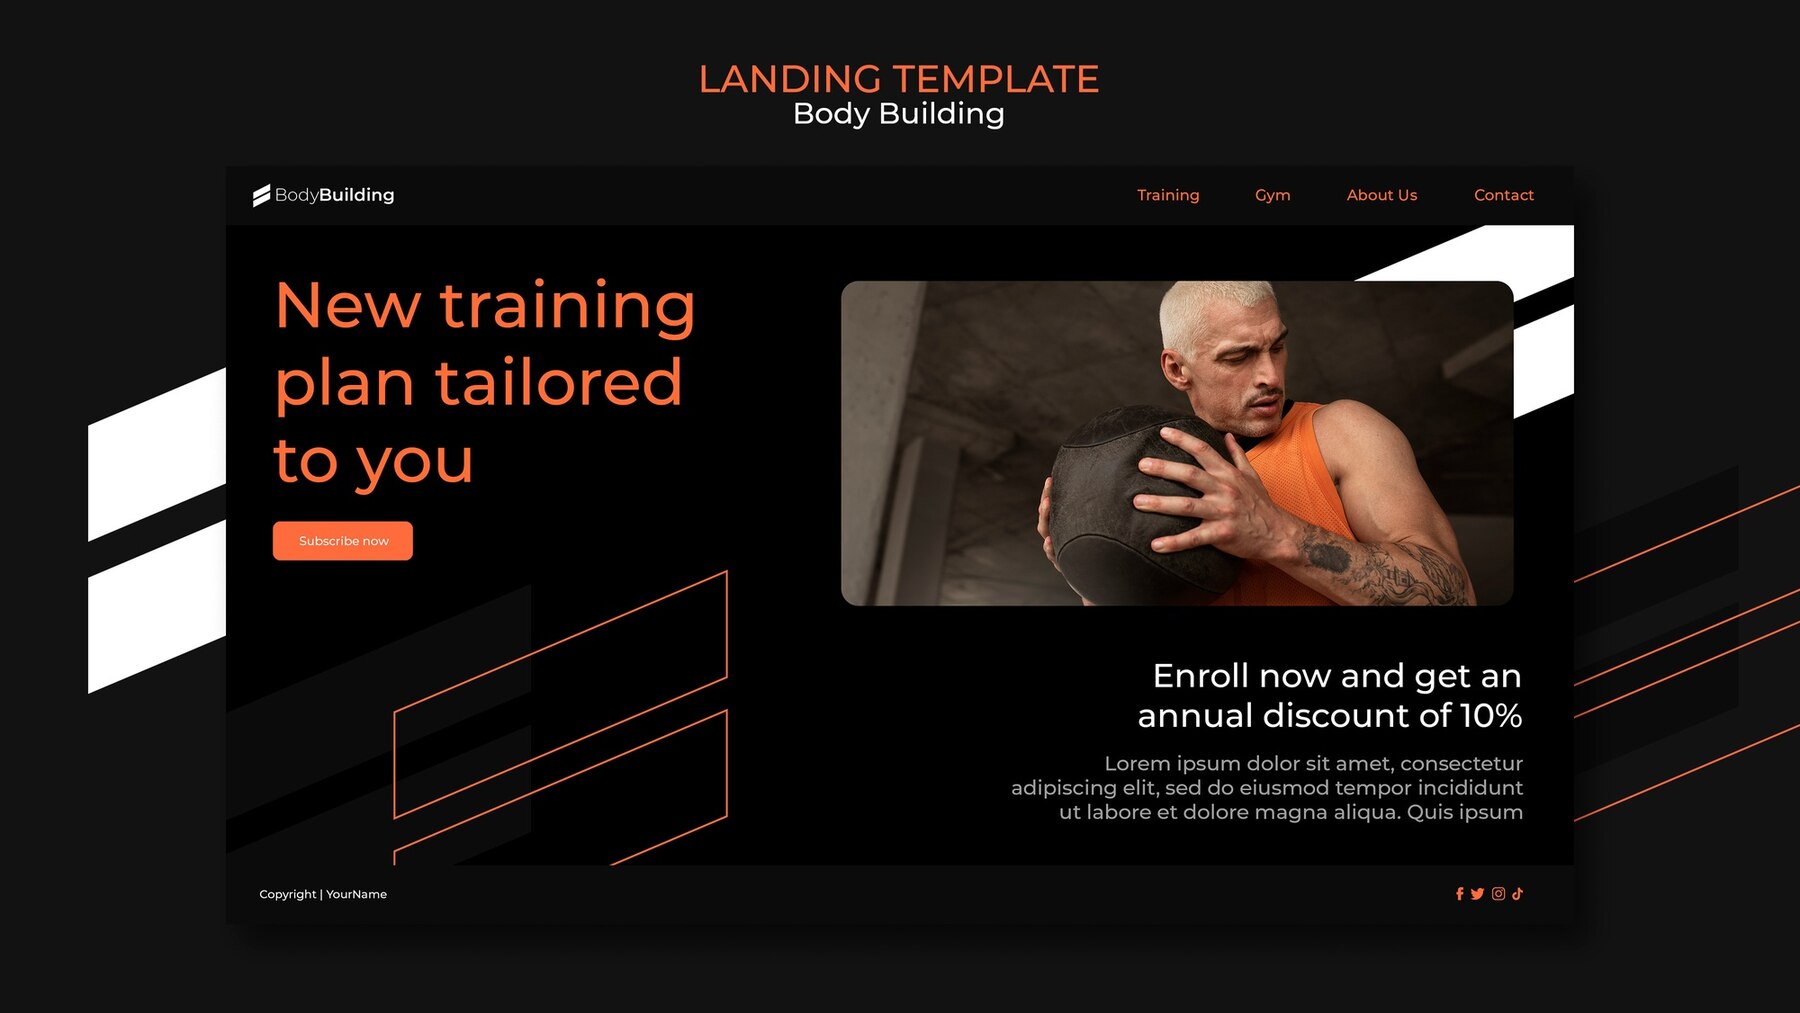 LANDING TEMPLATE
Body Building
BodyBuilding
Training Gym About Us Contact
New training
plan tailored
to you
Subscribe now
Enroll now and get an
annual discount of 10%
Lorem ipsum dolor sit amet, consectetur
adipiscing elit, sed do eiusmod tempor incididunt
ut labore et dolore magna aliqua. Quis ipsum
Copyright | YourName